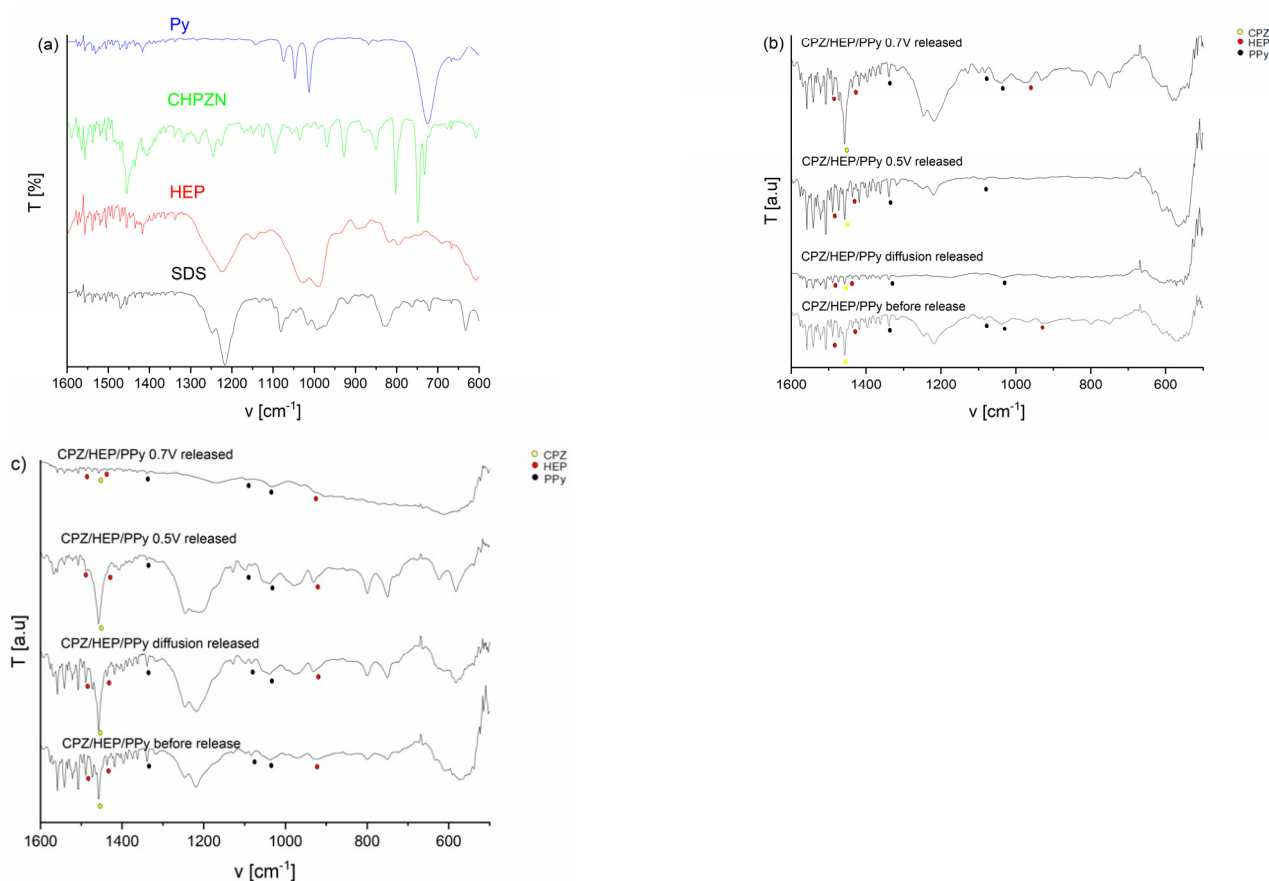 (a)
Py
CHPZN
HEP
SDS
T [%]
1600 1500 1400 1300 1200 1100 1000 900 800 700 600
v [cm-1]
(b)
CPZ
HEP
PPy
CPZ/HEP/PPy 0.7V released
CPZ/HEP/PPy 0.5V released
CPZ/HEP/PPy diffusion released
CPZ/HEP/PPy before release
T [a.u]
1600 1400 1200 1000 800 600
v [cm-1]
c)
CPZ
HEP
PPy
CPZ/HEP/PPy 0.7V released
CPZ/HEP/PPy 0.5V released
CPZ/HEP/PPy diffusion released
CPZ/HEP/PPy before release
T [a.u]
1600 1400 1200 1000 800 600
v [cm-1]